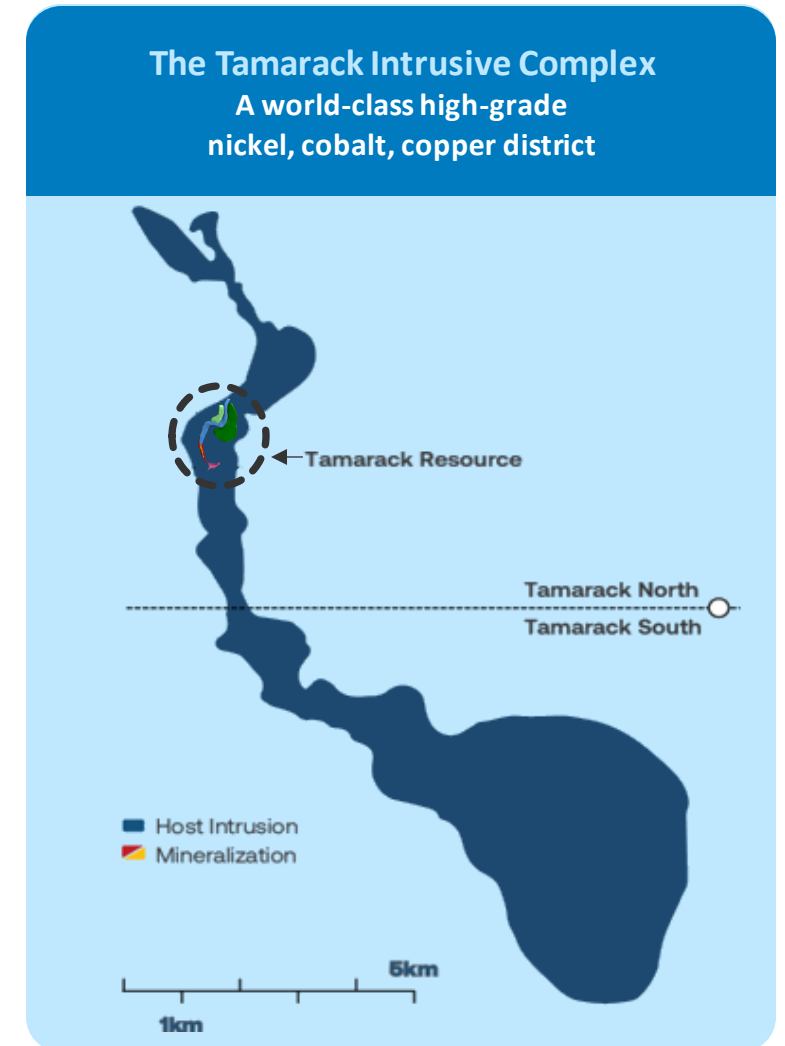 The Tamarack Intrusive Complex
A world-class high-grade
nickel, cobalt, copper district
Tamarack Resource
Tamarack North
Tamarack South
Host Intrusion
Mineralization
5km
1km